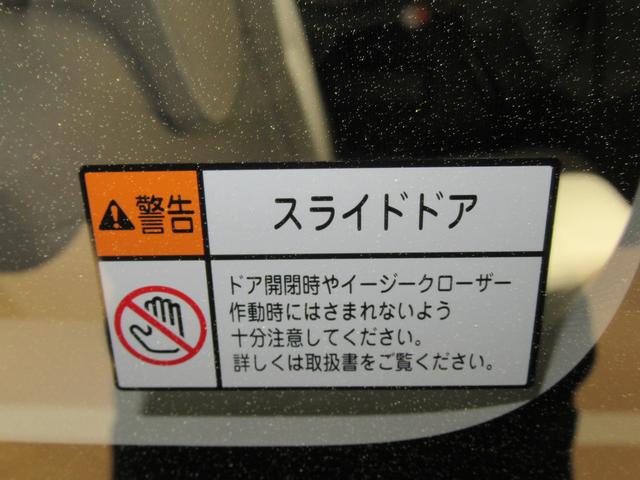 警告
スライドドア
ドア開閉時やイージークローザー
作動時にはさまれないよう
十分注意してください。
詳しくは取扱書をご覧ください。